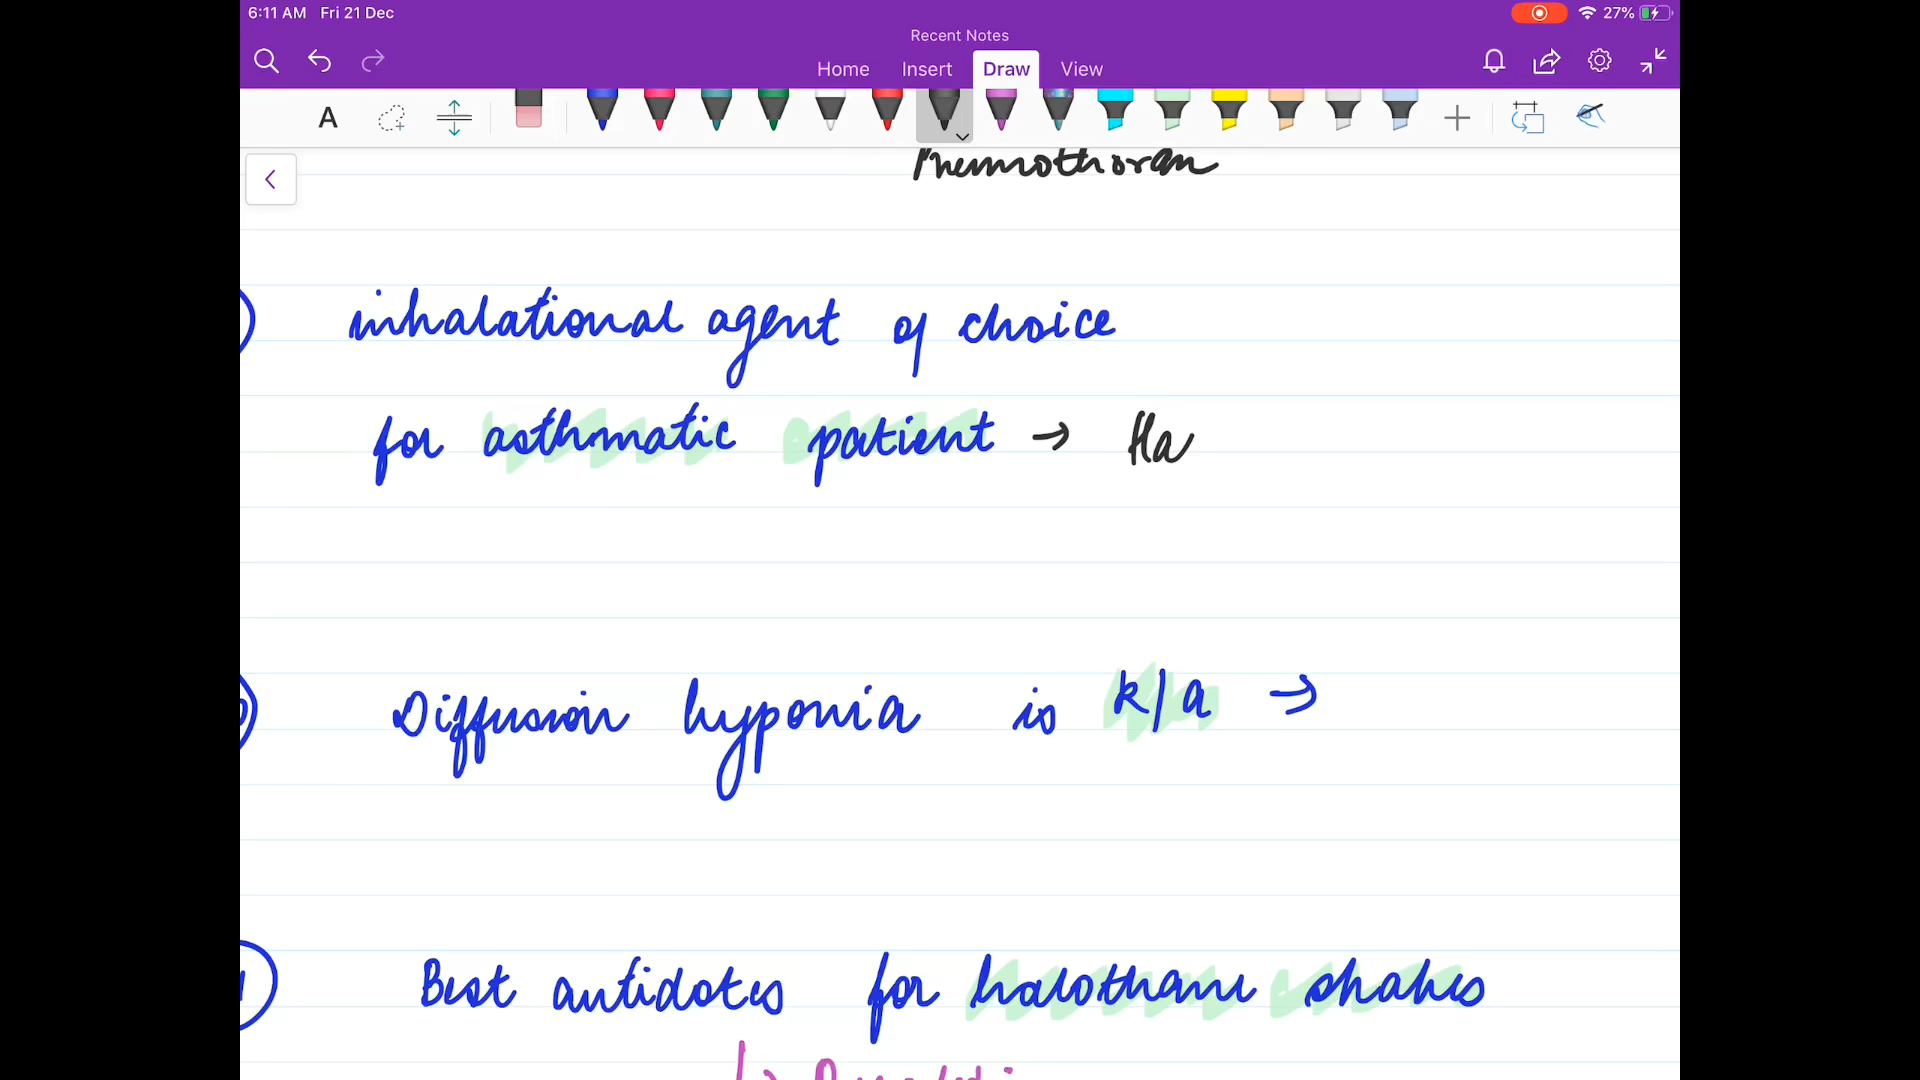 6:11 AM Fri 21 Dec
27%
Recent Notes
Home Insert Draw View
A
inhalational agent of choice
for asthmatic patient → Ha
Diffusion hypoxia is k/a →
Best antidotes for halothane shakes